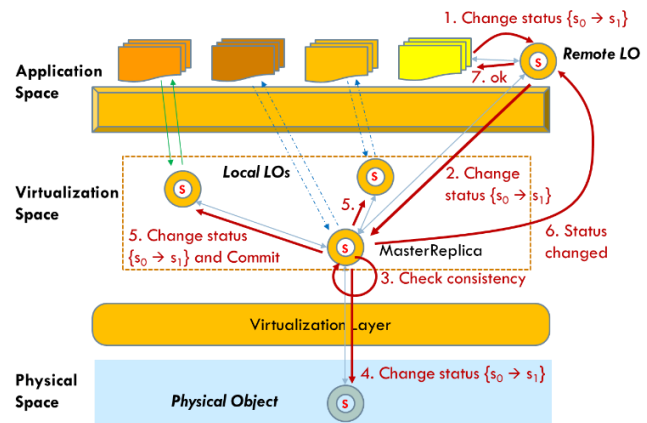 1. Change status {s₀ → s₁}
Remote LO
S
7. ok
Application
Space
Local LOs
S
S
2. Change
status {s₀ → s₁}
Virtualization
Space
5.
5. Change status
{s₀ → s₁} and Commit
S
MasterReplica
6. Status
changed
3. Check consistency
Virtualization Layer
4. Change status {s₀ → s₁}
Physical
Space
Physical Object
S